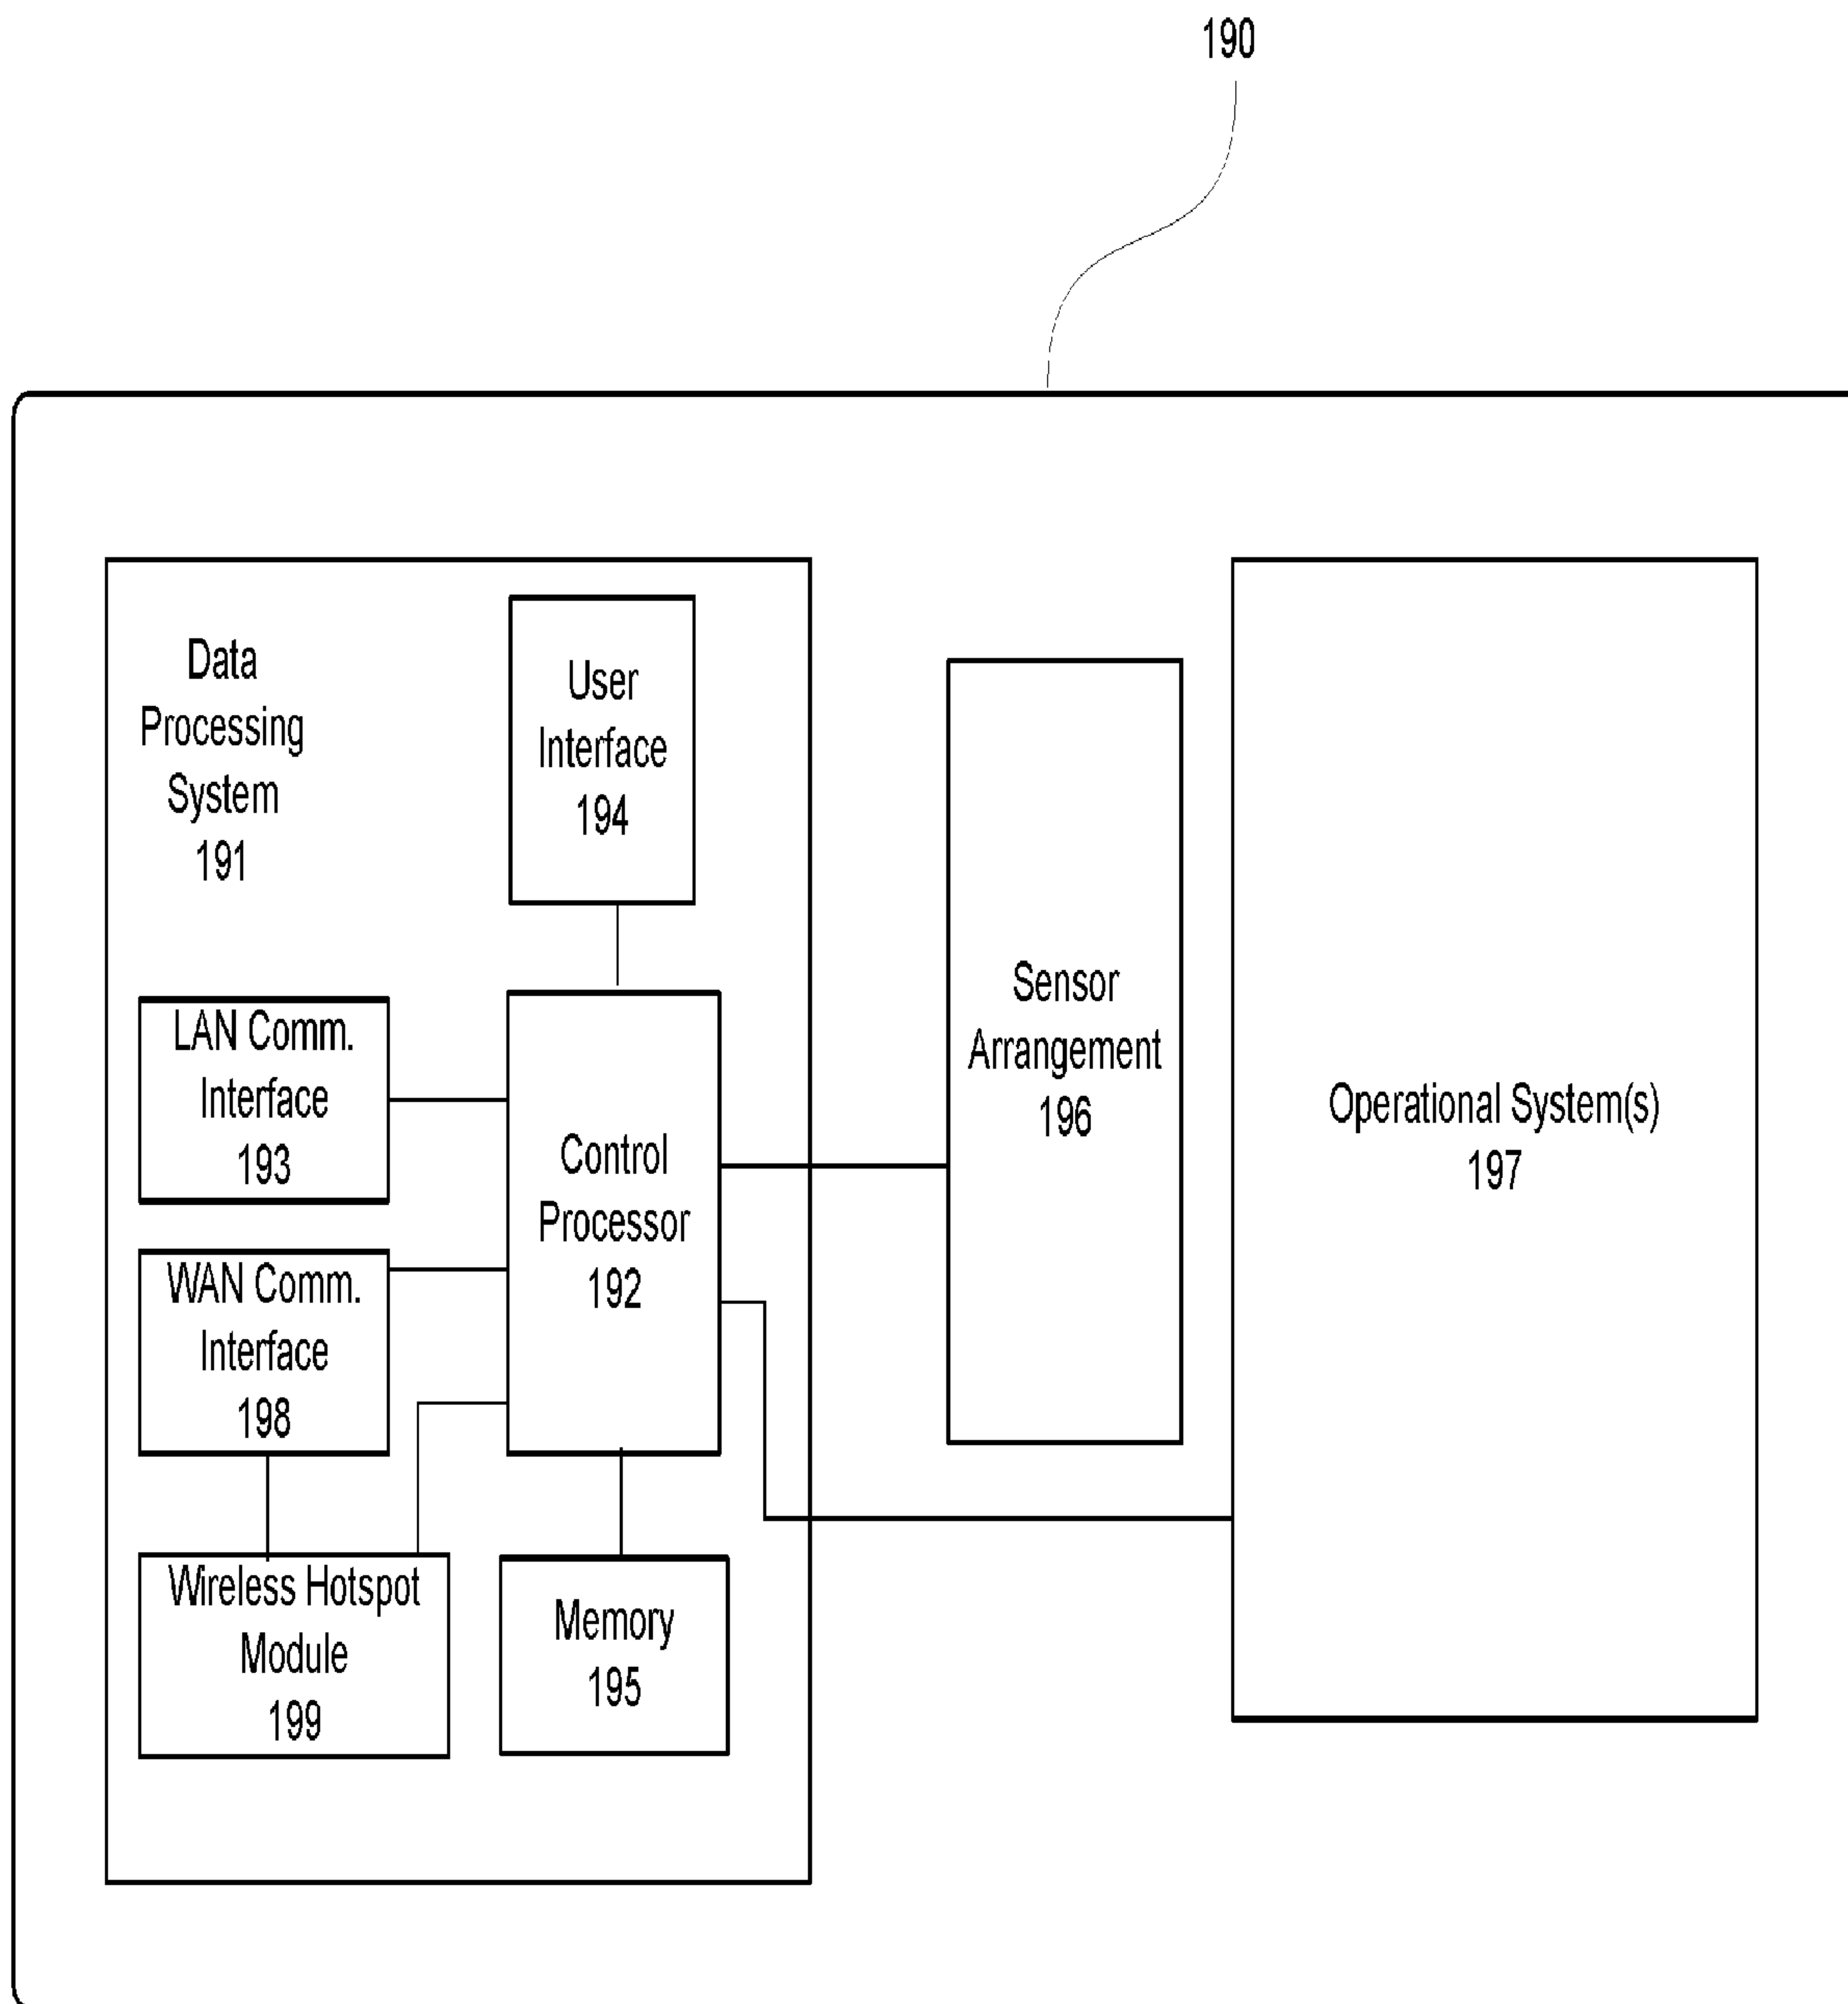 190
Data
Processing
System
191
User
Interface
194
LAN Comm.
Interface
193
WAN Comm.
Interface
198
Wireless Hotspot
Module
199
Control
Processor
192
Memory
195
Sensor
Arrangement
196
Operational System(s)
197